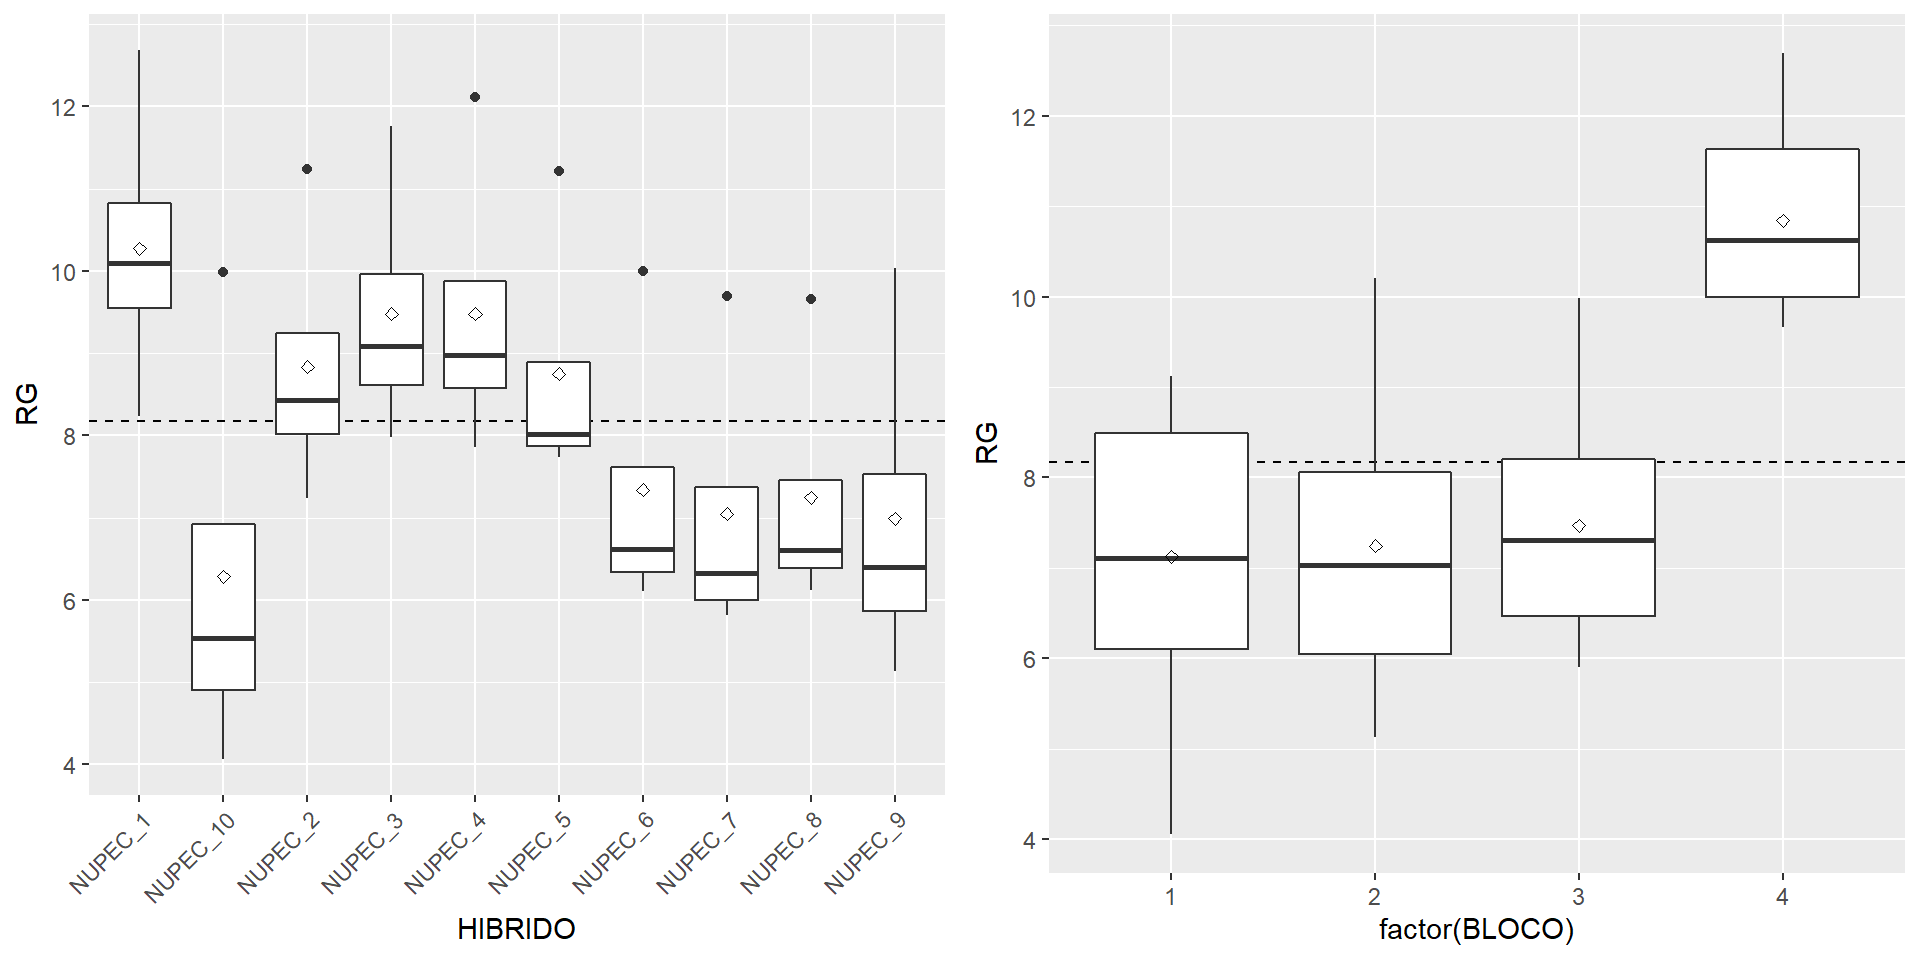 RG
12
10
8
6
4
NUPEC_1
NUPEC_10
NUPEC_2
NUPEC_3
NUPEC_4
NUPEC_5
NUPEC_6
NUPEC_7
NUPEC_8
NUPEC_9
HIBRIDO
RG
12
10
8
6
4
1
2
3
4
factor(BLOCO)